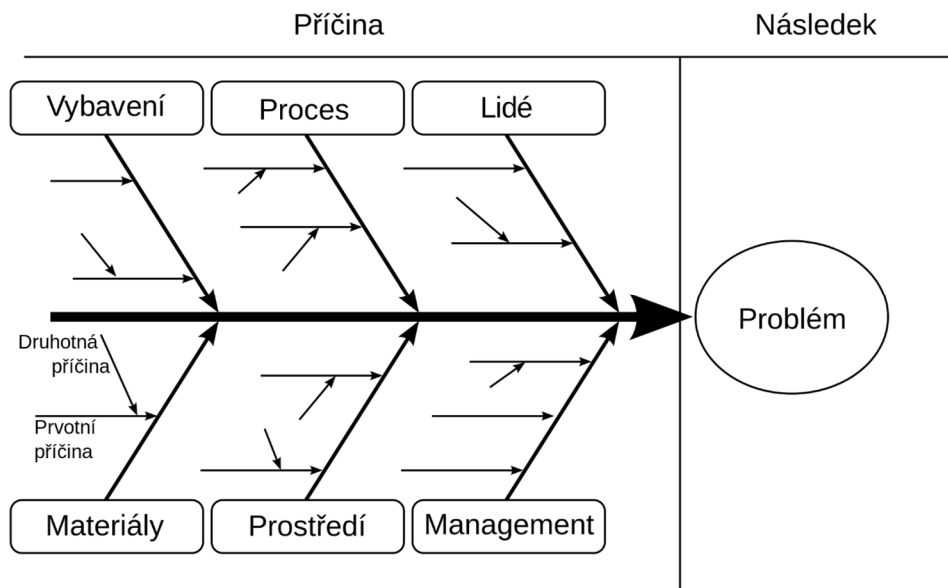 Příčina
Následek
Vybavení
Proces
Lidé
Problém
Druhotná
příčina
Prvotní
příčina
Materiály
Prostředí
Management